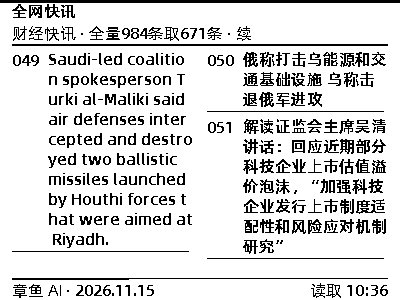 全网快讯
财经快讯 · 全量984条取671条 · 续
049 Saudi-led coalitio
n spokesperson T
urki al-Maliki said
air defenses inter
cepted and destro
yed two ballistic
missiles launched
by Houthi forces t
hat were aimed at
Riyadh.
050 俄称打击乌能源和交
通基础设施 乌称击
退俄军进攻
051 解读证监会主席吴清
讲话：回应近期部分
科技企业上市估值溢
价泡沫，“加强科技
企业发行上市制度适
配性和风险应对机制
研究”
章鱼 AI · 2026.11.15
读取 10:36